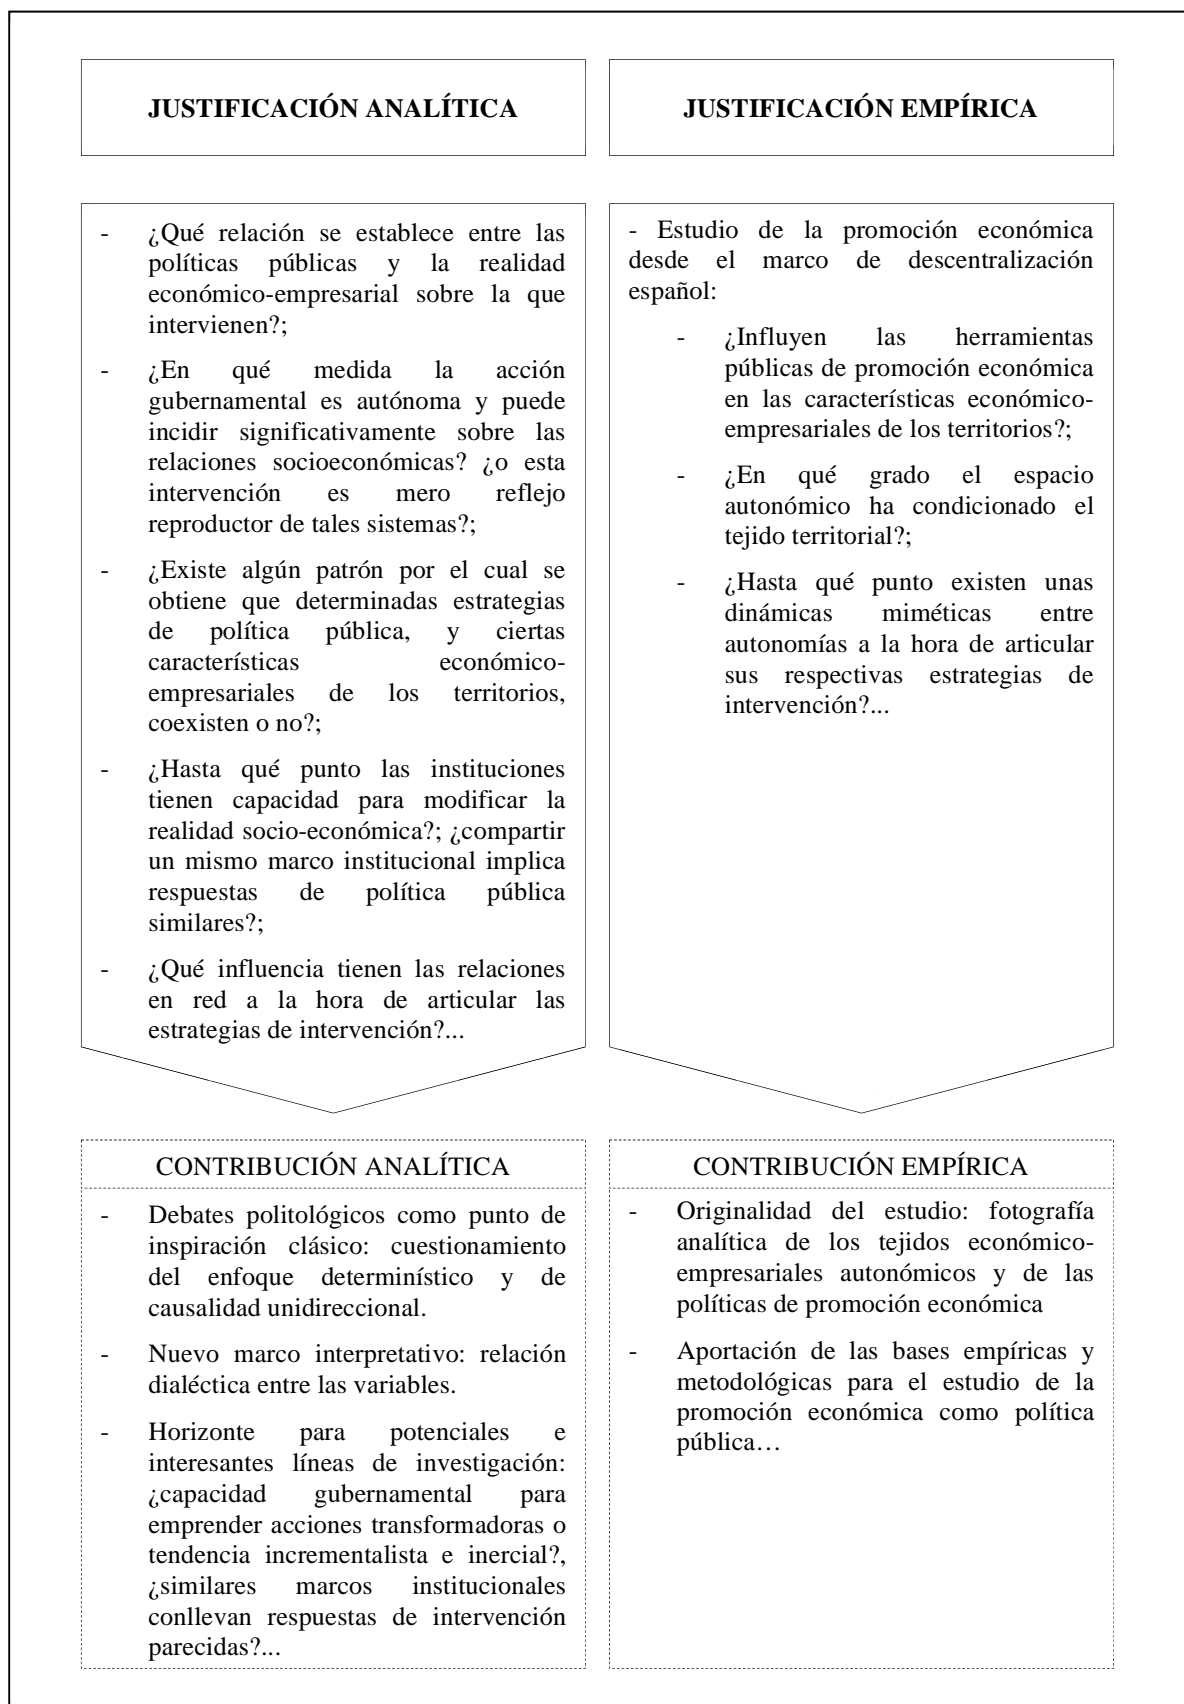 JUSTIFICACIÓN ANALÍTICA
- ¿Qué relación se establece entre las
políticas públicas y la realidad
económico-empresarial sobre la que
intervienen?;
- ¿En qué medida la acción
gubernamental es autónoma y puede
incidir significativamente sobre las
relaciones socioeconómicas? ¿o esta
intervención es mero reflejo
reproductor de tales sistemas?;
- ¿Existe algún patrón por el cual se
obtiene que determinadas estrategias
de política pública, y ciertas
características económico-
empresariales de los territorios,
coexisten o no?;
- ¿Hasta qué punto las instituciones
tienen capacidad para modificar la
realidad socio-económica?; ¿compartir
un mismo marco institucional implica
respuestas de política pública
similares?;
- ¿Qué influencia tienen las relaciones
en red a la hora de articular las
estrategias de intervención?...
JUSTIFICACIÓN EMPÍRICA
- Estudio de la promoción económica
desde el marco de descentralización
español:
- ¿Influyen las herramientas
públicas de promoción económica
en las características económico-
empresariales de los territorios?;
- ¿En qué grado el espacio
autonómico ha condicionado el
tejido territorial?;
- ¿Hasta qué punto existen unas
dinámicas miméticas entre
autonomías a la hora de articular
sus respectivas estrategias de
intervención?...
CONTRIBUCIÓN ANALÍTICA
- Debates politológicos como punto de
inspiración clásico: cuestionamiento
del enfoque determinístico y de
causalidad unidireccional.
- Nuevo marco interpretativo: relación
dialéctica entre las variables.
- Horizonte para potenciales e
interesantes líneas de investigación:
¿capacidad gubernamental para
emprender acciones transformadoras o
tendencia incrementalista e inercial?,
¿similares marcos institucionales
conllevan respuestas de intervención
parecidas?...
CONTRIBUCIÓN EMPÍRICA
- Originalidad del estudio: fotografía
analítica de los tejidos económico-
empresariales autonómicos y de las
políticas de promoción económica
- Aportación de las bases empíricas y
metodológicas para el estudio de la
promoción económica como política
pública…